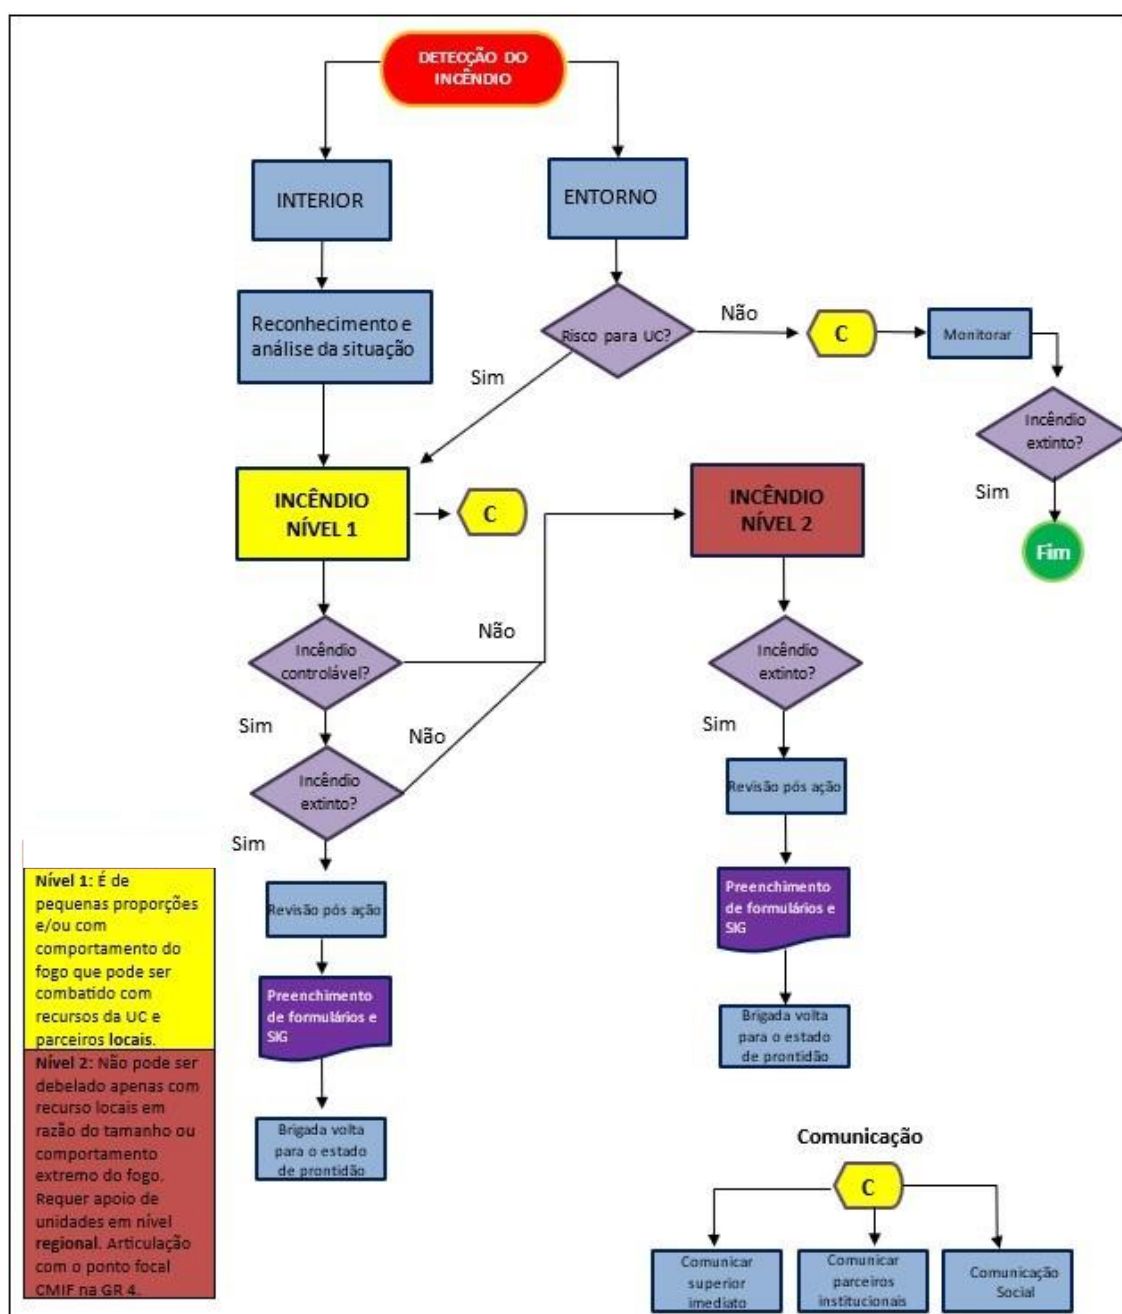 DETECÇÃO DO
INCÊNDIO
INTERIOR
ENTORNO
Reconhecimento e
análise da situação
Risco para UC?
Não
C
Monitorar
Sim
Incêndio
extinto?
Sim
Fim
INCÊNDIO
NÍVEL 1
C
INCÊNDIO
NÍVEL 2
Não
Incêndio
controlável?
Incêndio
extinto?
Sim
Não
Sim
Incêndio
extinto?
Revisão pós ação
Sim
Revisão pós ação
Preenchimento
de formulários e
SIG
Preenchimento
de formulários e
SIG
Brigada volta
para o estado
de prontidão
Brigada volta
para o estado
de prontidão
Nível 1: É de
pequenas proporções
e/ou com
comportamento do
fogo que pode ser
combatido com
recursos da UC e
parceiros locais.
Nível 2: Não pode ser
debelado apenas com
recurso locais em
razão do tamanho ou
comportamento
extremo do fogo.
Requer apoio de
unidades em nível
regional. Articulação
com o ponto focal
CMIF na GR 4.
Comunicação
C
Comunicar
superior
imediato
Comunicar
parceiros
institucionais
Comunicação
Social